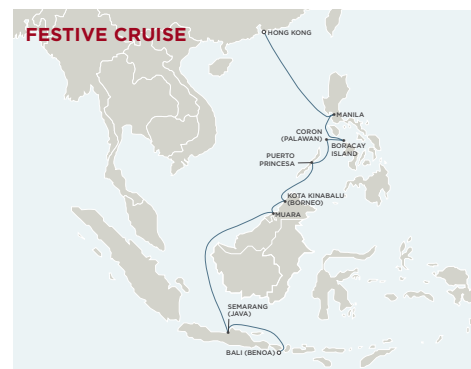 FESTIVE CRUISE
HONG KONG
MANILA
CORON
(PALAWAN)
BORACAY
ISLAND
PUERTO
PRINCESA
KOTA KINABALU
(BORNEO)
MUARA
SEMARANG
(JAVA)
BALI (BENOA)